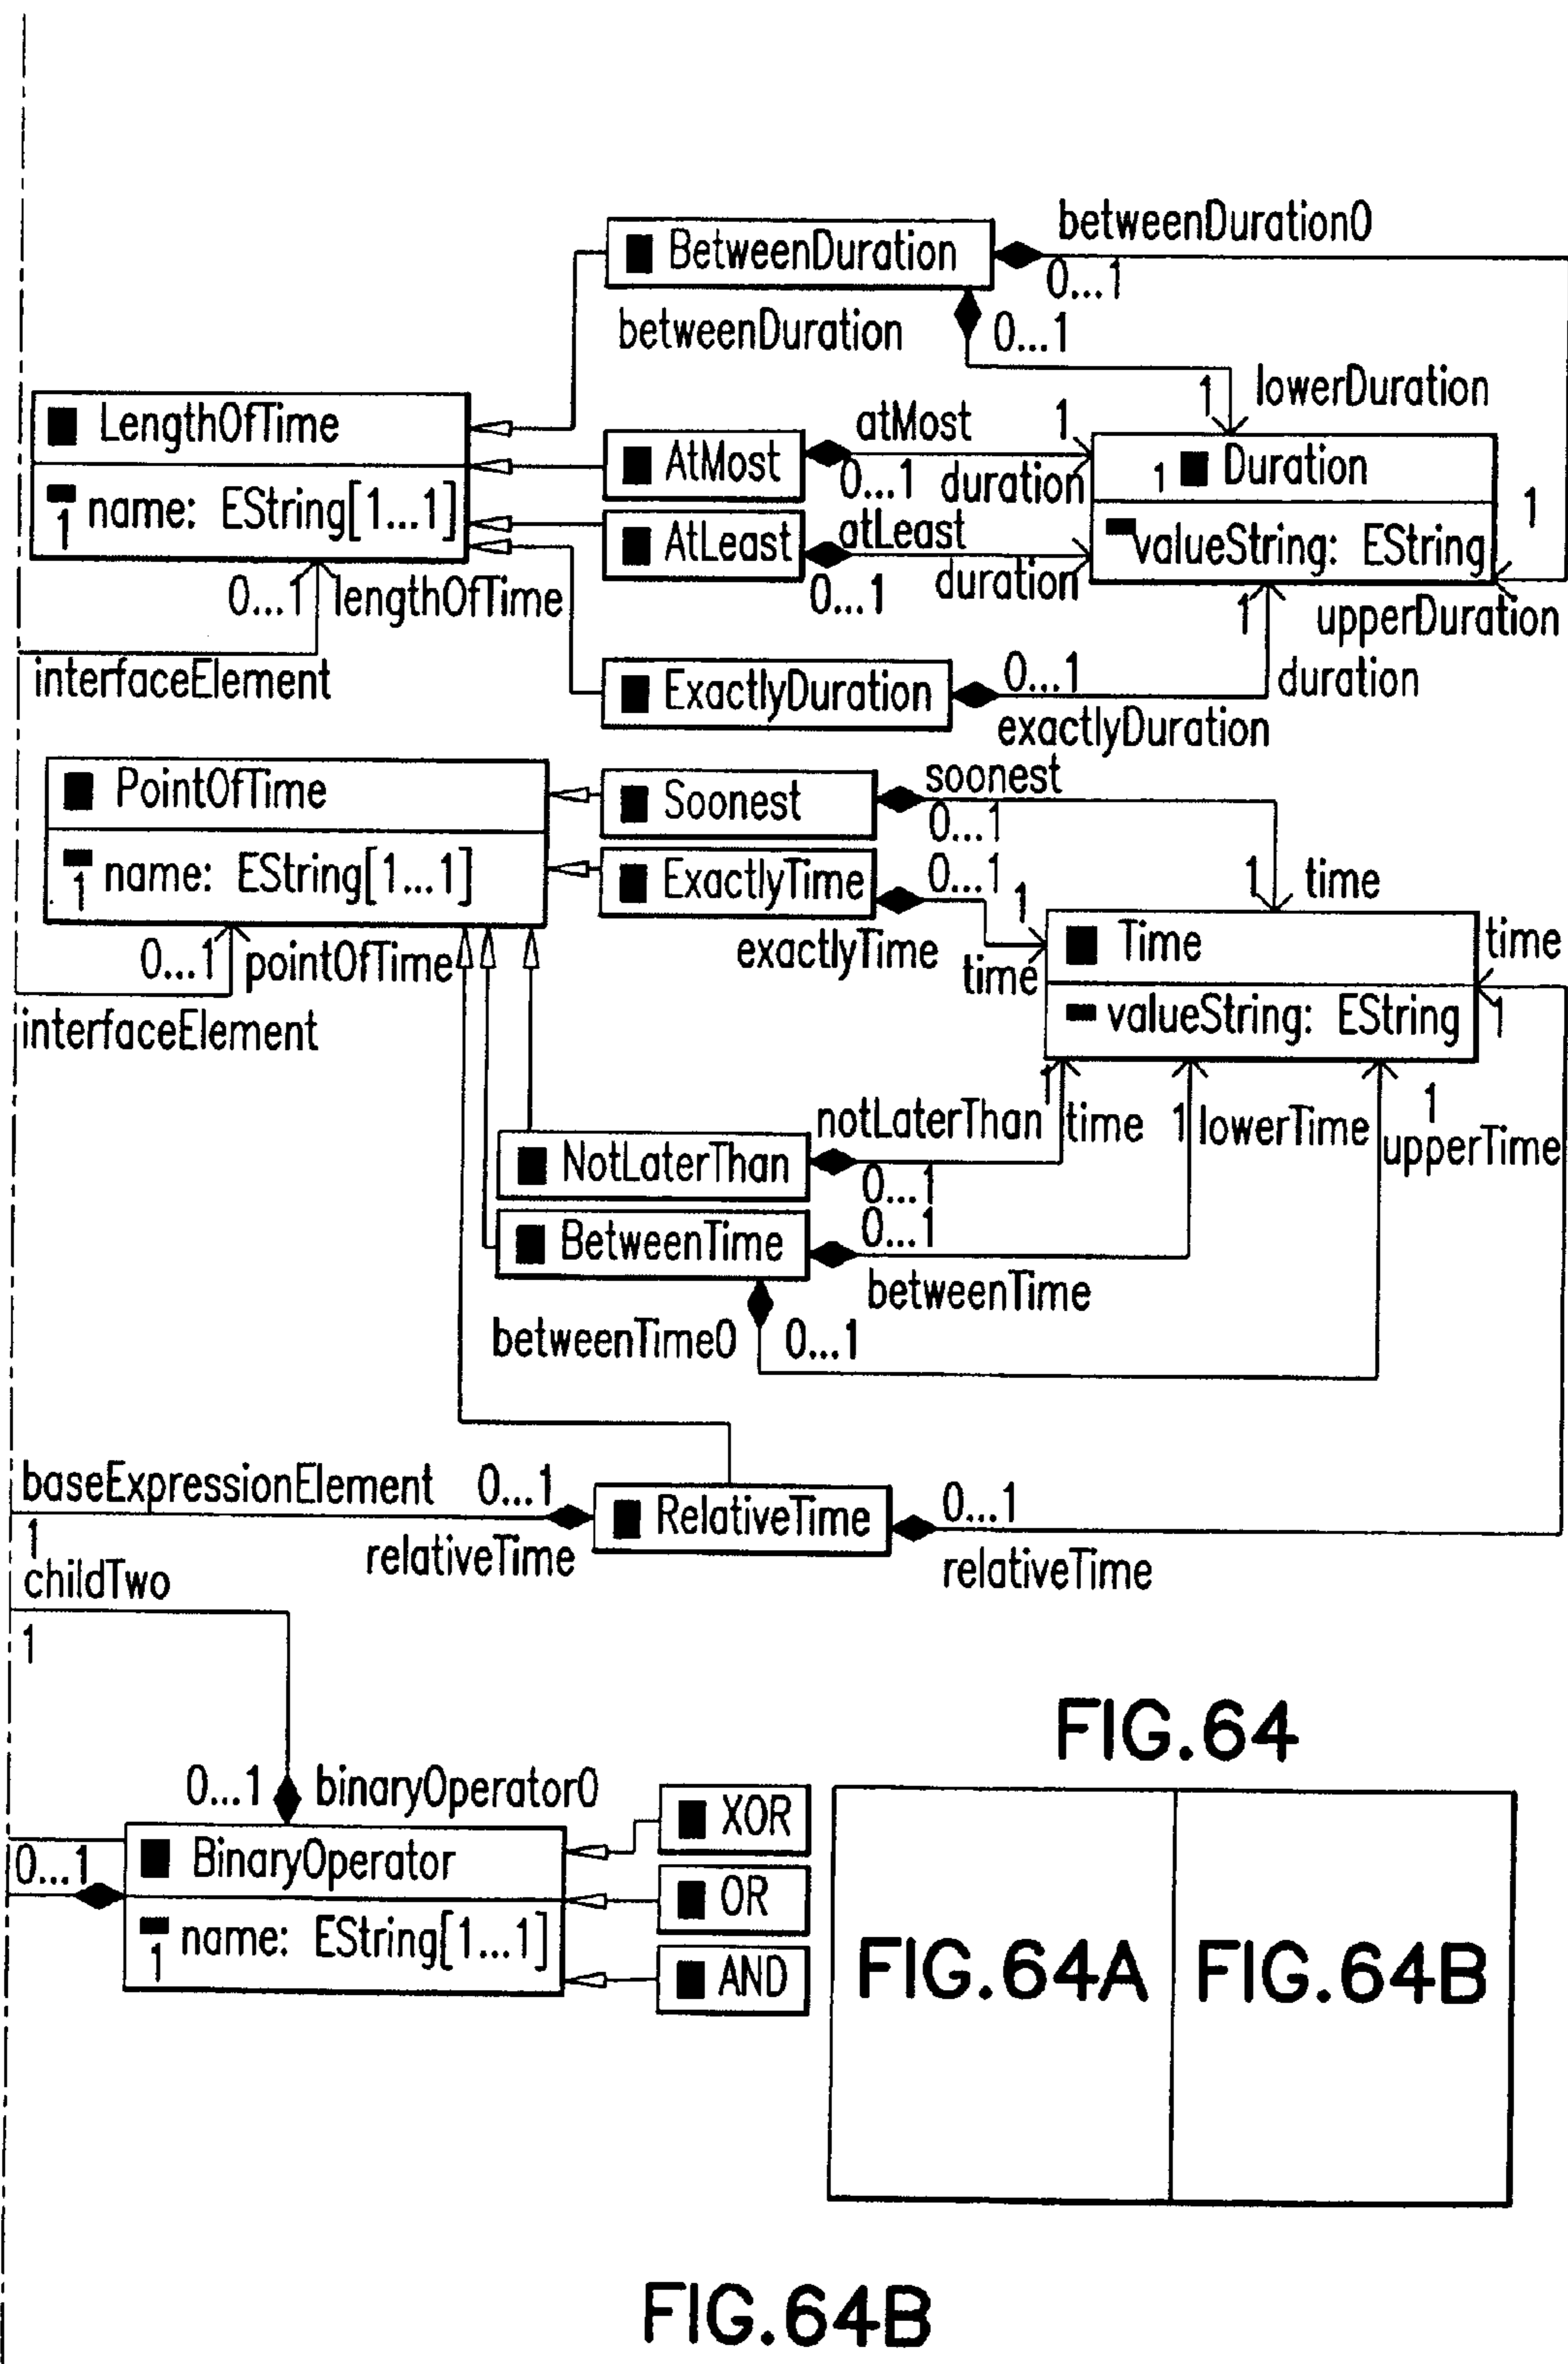 betweenDuration0
BetweenDuration
0...1
betweenDuration
0...1
1
lowerDuration
LengthOfTime
name: EString[1...1]
1
AtMost
atMost
1
0...1
duration
1
Duration
valueString: EString
1
AtLeast
atLeast
0...1
duration
0...1
lengthOfTime
interfaceElement
1
upperDuration
ExactlyDuration
0...1
duration
exactlyDuration
PointOfTime
name: EString[1...1]
1
Soonest
soonest
0...1
1
time
ExactlyTime
0...1
1
exactlyTime
time
Time
valueString: EString
time
1
0...1
pointOfTime
interfaceElement
1
notLaterThan
time
1
lowerTime
1
upperTime
NotLaterThan
0...1
BetweenTime
0...1
betweenTime
betweenTime0
0...1
baseExpressionElement
0...1
RelativeTime
0...1
1
relativeTime
relativeTime
childTwo
1
0...1
binaryOperator0
XOR
0...1
BinaryOperator
OR
name: EString[1...1]
1
AND
FIG.64
FIG.64A
FIG.64B
FIG.64B